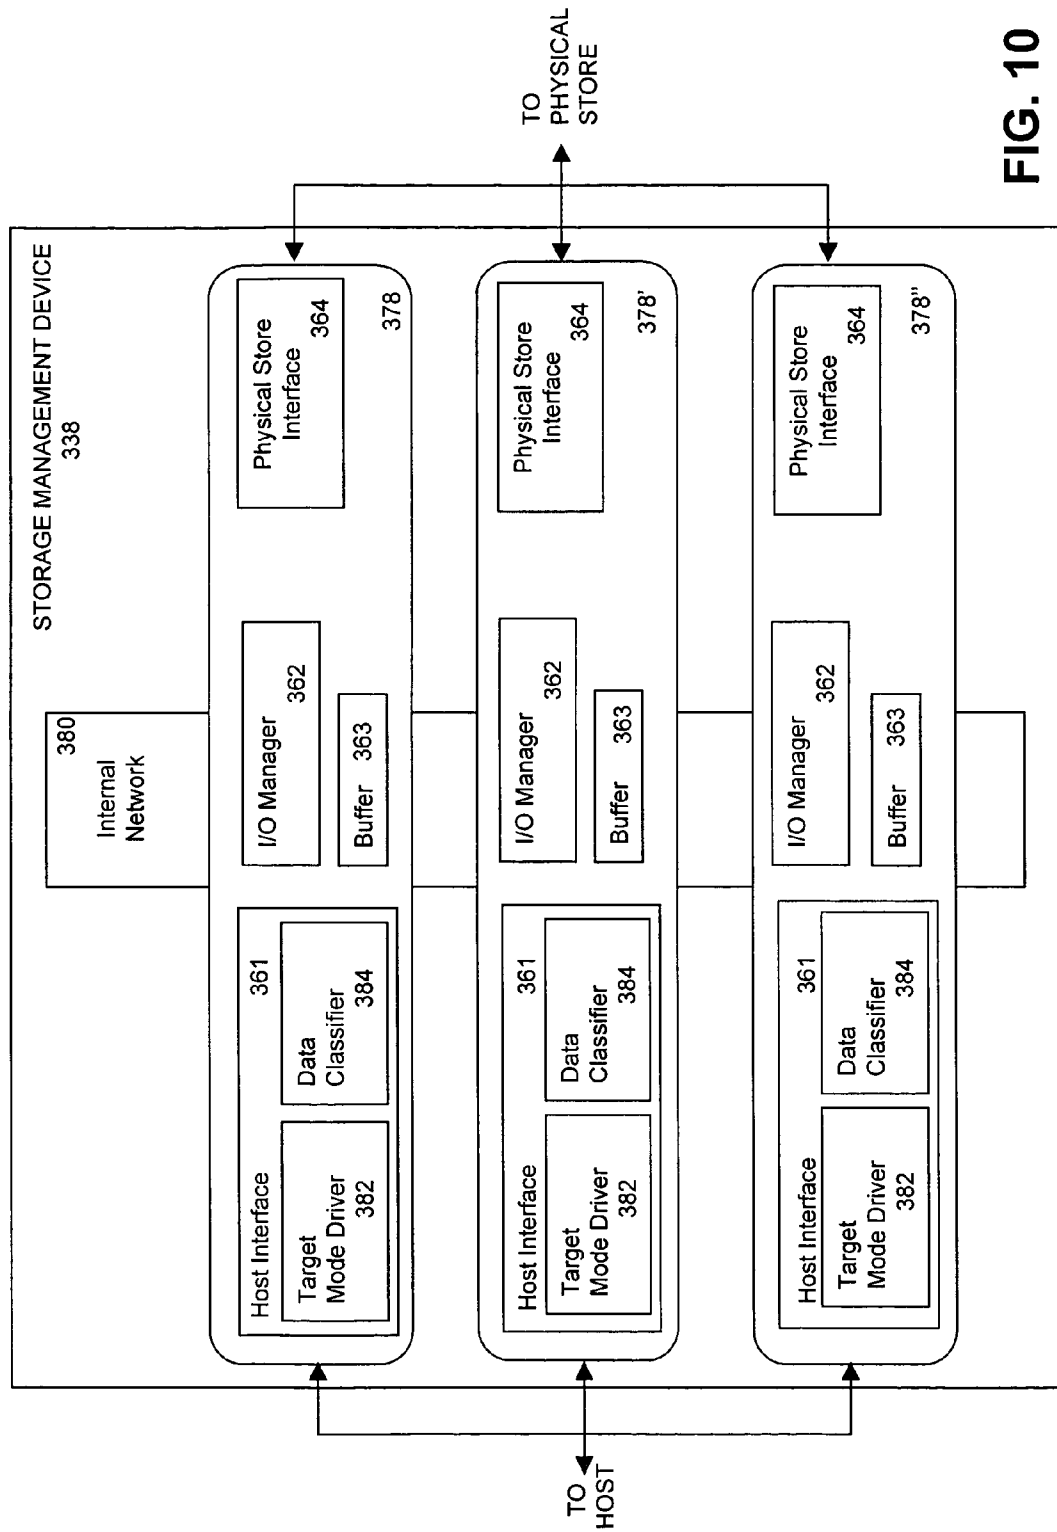 STORAGE MANAGEMENT DEVICE
338
380
Internal
Network
TO
HOST
TO
PHYSICAL
STORE
Host Interface
361
Target
Mode Driver
382
Data
Classifier
384
I/O Manager
362
Buffer 363
Physical Store
Interface
364
378
Host Interface
361
Target
Mode Driver
382
Data
Classifier
384
I/O Manager
362
Buffer 363
Physical Store
Interface
364
378'
Host Interface
361
Target
Mode Driver
382
Data
Classifier
384
I/O Manager
362
Buffer 363
Physical Store
Interface
364
378"
FIG. 10